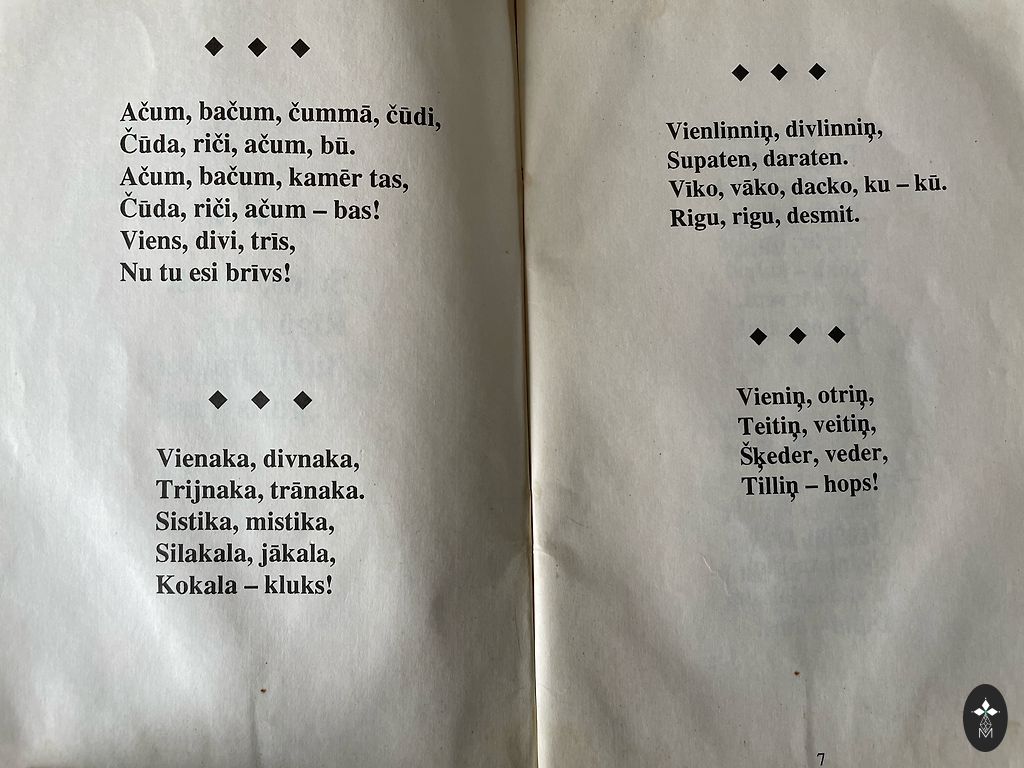 Ačum, bačum, čummā, čūdi,
Čūda, riči, ačum, bū.
Ačum, bačum, kamēr tas,
Čūda, riči, ačum – bas!
Viens, divi, trīs,
Nu tu esi brīvs!
Vienaka, divnaka,
Trijnaka, trānaka.
Sistika, mistika,
Silakala, jākala,
Kokala – kluks!
Vienlinniņ, divlinniņ,
Supaten, daraten.
Vīko, vāko, dacko, ku – kū.
Rigu, rigu, desmit.
Vieniņ, otriņ,
Teitiņ, veitiņ,
Šķeder, veder,
Tilliņ – hops!
7
M